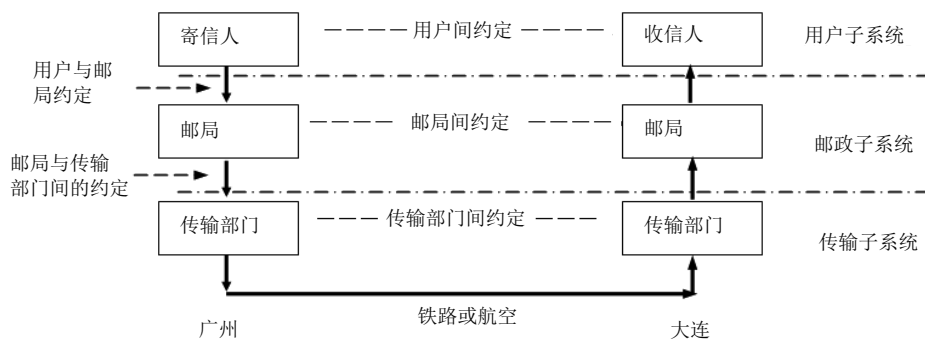 寄信人
用户间约定
收信人
用户子系统
用户与邮
局约定
邮局
邮局间约定
邮局
邮政子系统
邮局与传输
部门间的约定
传输部门
传输部门间约定
传输部门
传输子系统
铁路或航空
广州
大连